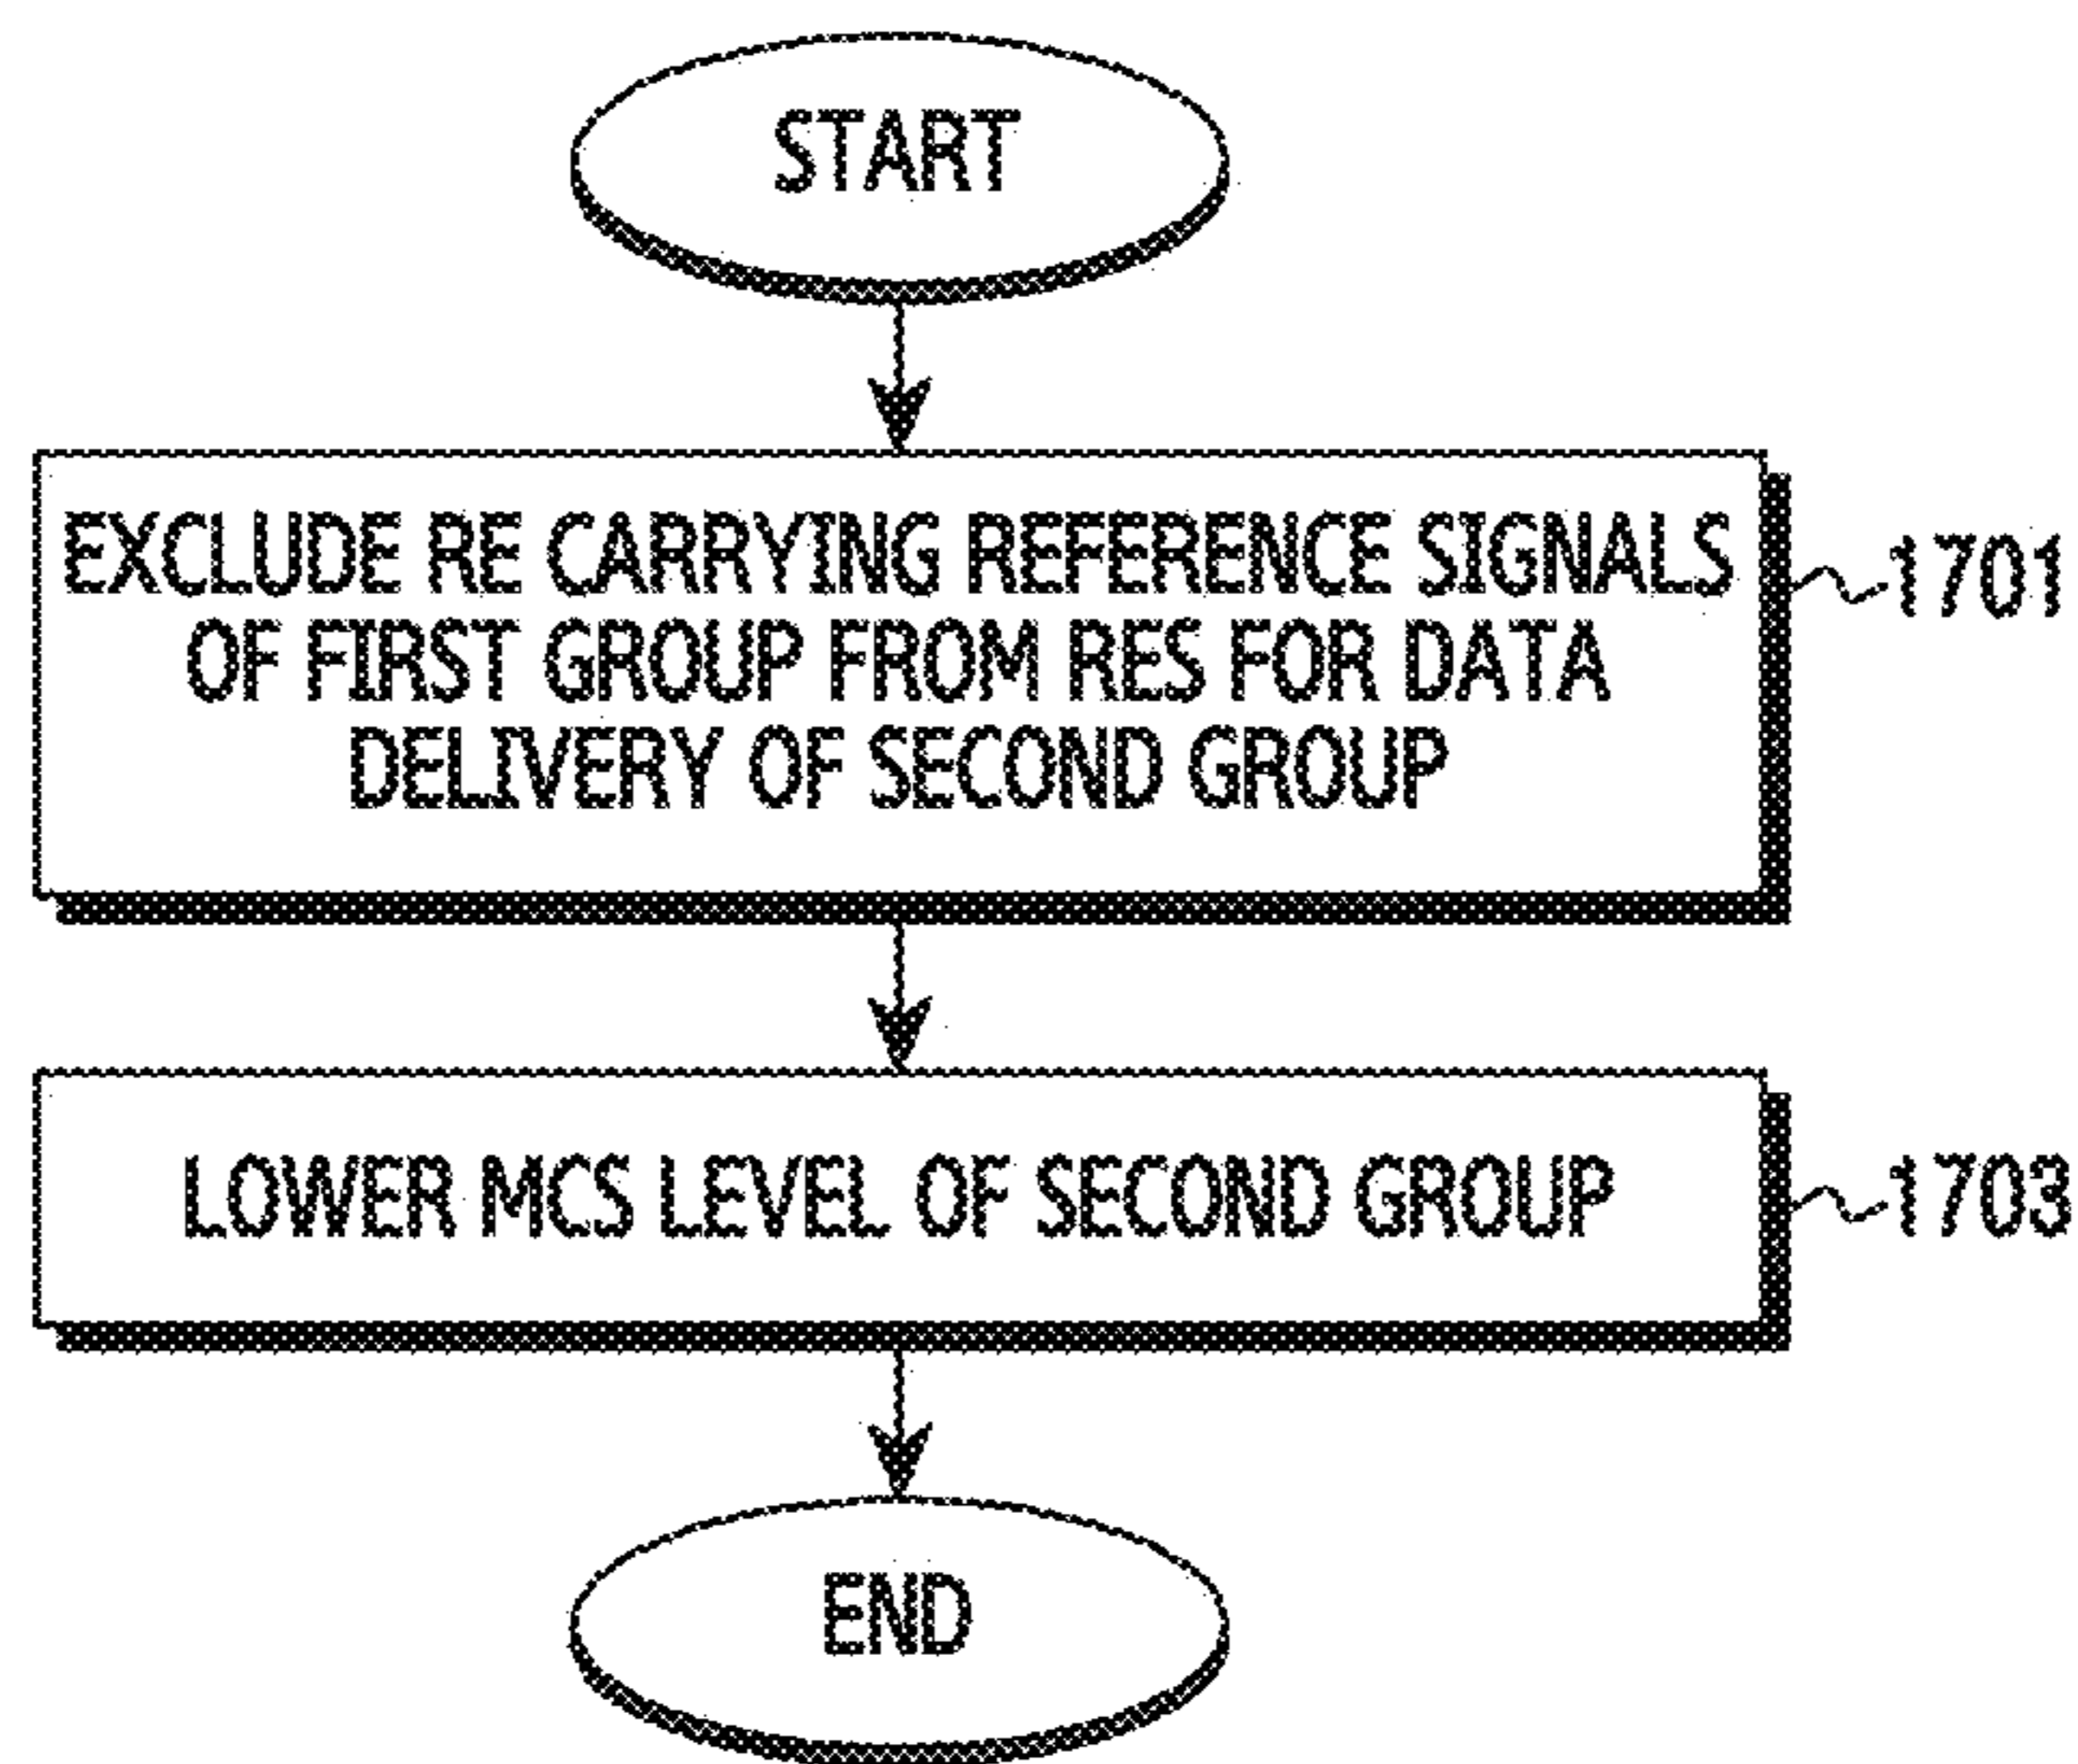 START
EXCLUDE RE CARRYING REFERENCE SIGNALS
OF FIRST GROUP FROM RES FOR DATA
DELIVERY OF SECOND GROUP
1701
LOWER MCS LEVEL OF SECOND GROUP
1703
END